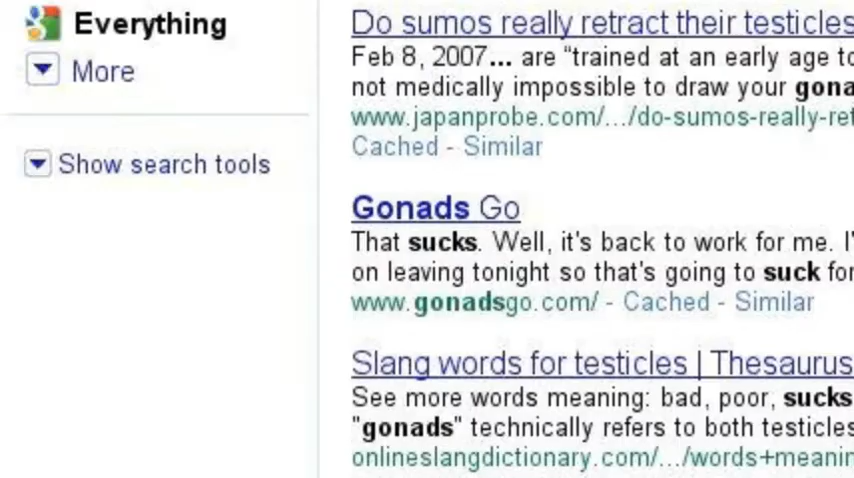 Everything
More
Show search tools
Do sumos really retract their testicles
Feb 8, 2007... are "trained at an early age to
not medically impossible to draw your gona
www.japanprobe.com/.../do-sumos-really-ret
Cached - Similar
Gonads Go
That sucks. Well, it's back to work for me. I'
on leaving tonight so that's going to suck for
www.gonadsgo.com/ - Cached - Similar
Slang words for testicles | Thesaurus
See more words meaning: bad, poor, sucks
"gonads" technically refers to both testicles
onlineslangdictionary.com/.../words+meanin